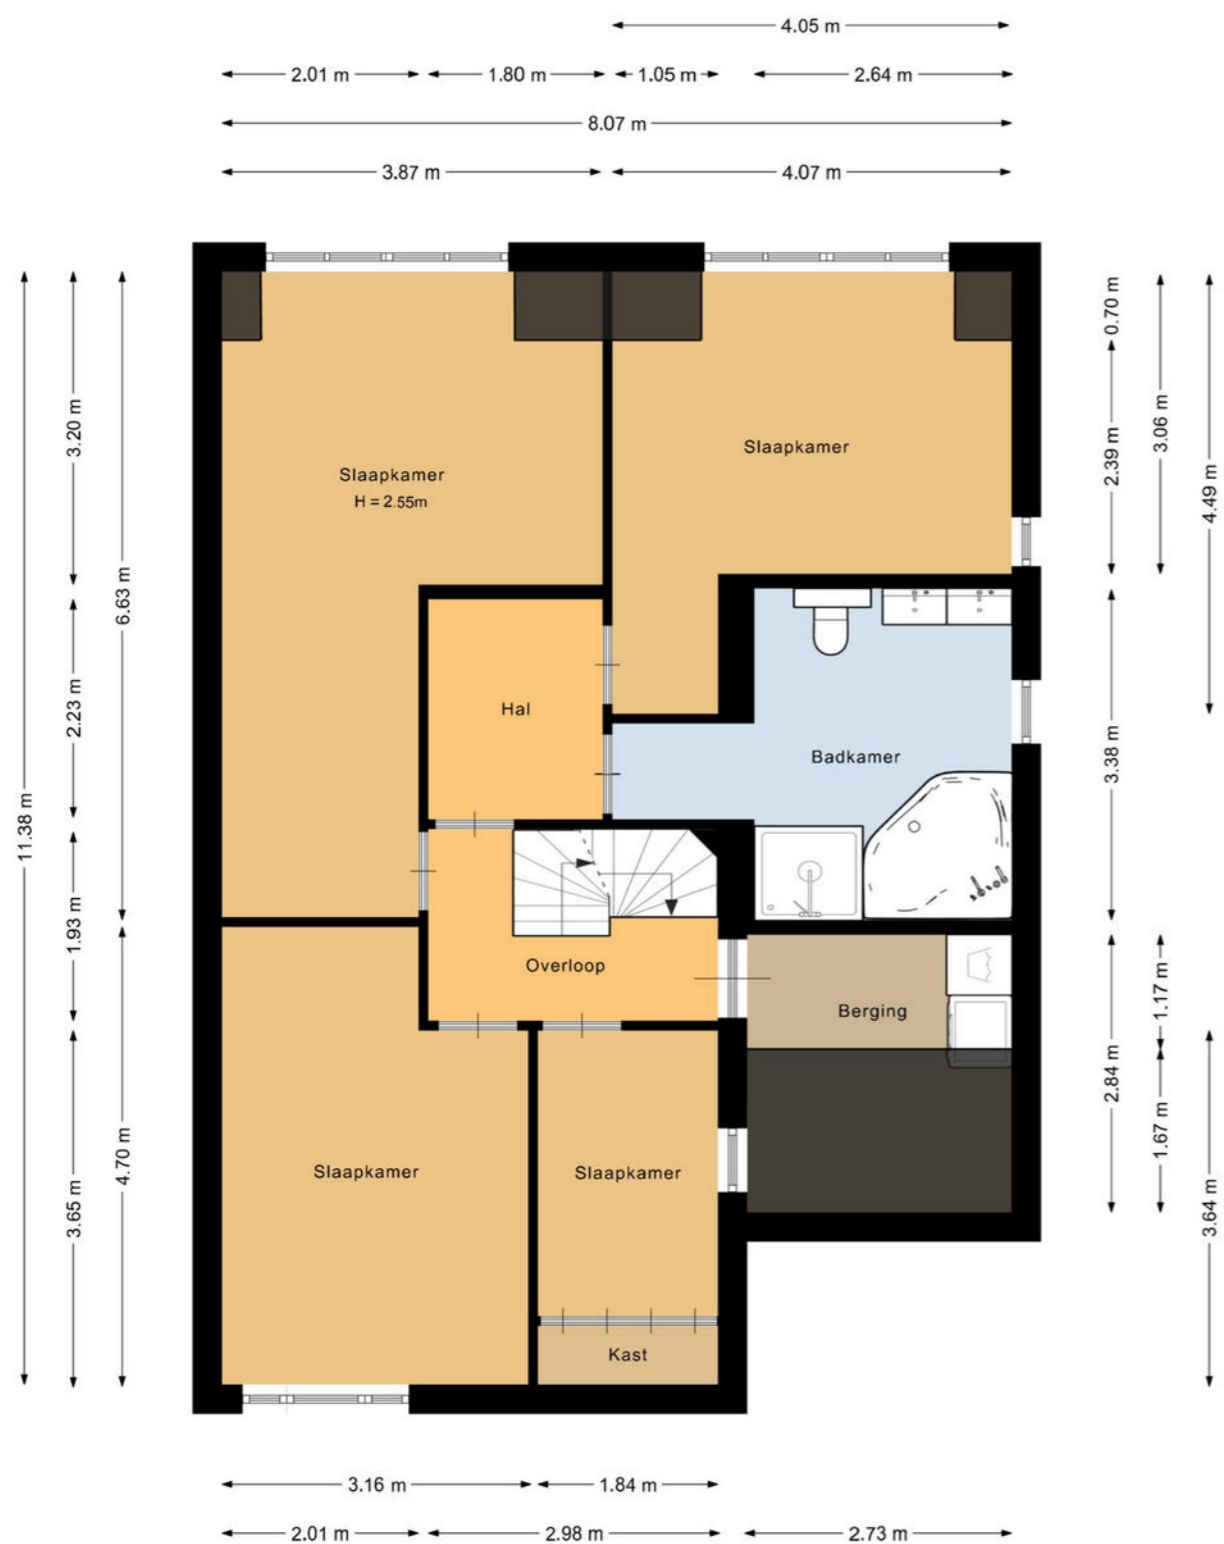 4.05 m
2.01 m
1.80 m
1.05 m
2.64 m
8.07 m
3.87 m
4.07 m
11.38 m
3.20 m
2.23 m
1.93 m
3.65 m
6.63 m
4.70 m
Slaapkamer
H = 2.55m
Slaapkamer
Hal
Badkamer
Overloop
Berging
Slaapkamer
Slaapkamer
Kast
0.70 m
2.39 m
3.38 m
2.84 m
3.06 m
1.17 m
1.67 m
4.49 m
3.64 m
3.16 m
1.84 m
2.01 m
2.98 m
2.73 m